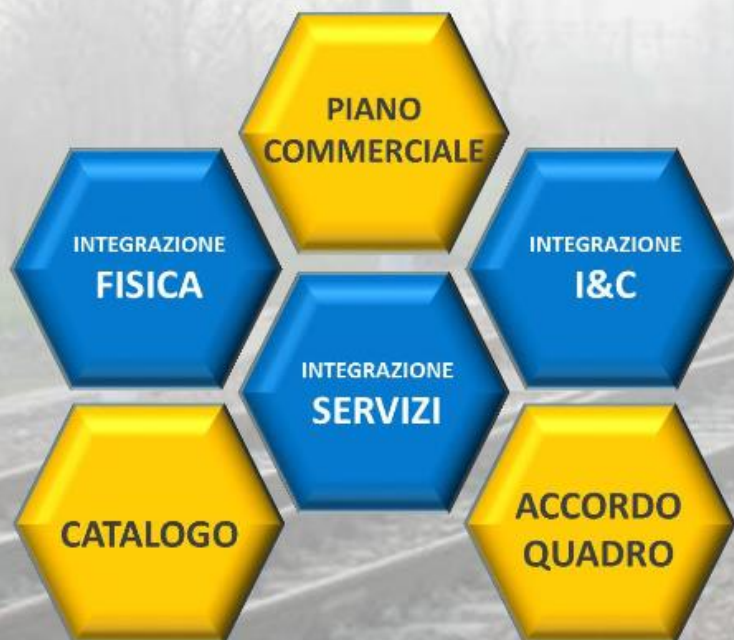 PIANO
COMMERCIALE
INTEGRAZIONE
FISICA
INTEGRAZIONE
I&C
INTEGRAZIONE
SERVIZI
CATALOGO
ACCORDO
QUADRO